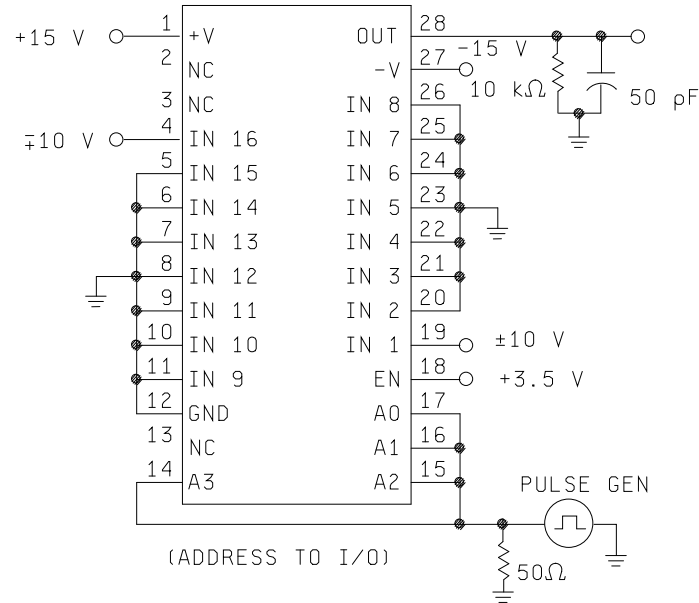 +15 V 1 +V OUT 28
2 NC -V 27 -15 V
10 kΩ 50 pF
3 NC IN 8 26
∓10 V 4 IN 16 IN 7 25
5 IN 15 IN 6 24
6 IN 14 IN 5 23
7 IN 13 IN 4 22
8 IN 12 IN 3 21
9 IN 11 IN 2 20
10 IN 10 IN 1 19 ±10 V
11 IN 9 EN 18 +3.5 V
12 GND A0 17
13 NC A1 16
14 A3 A2 15
PULSE GEN
(ADDRESS TO I/O)
50Ω